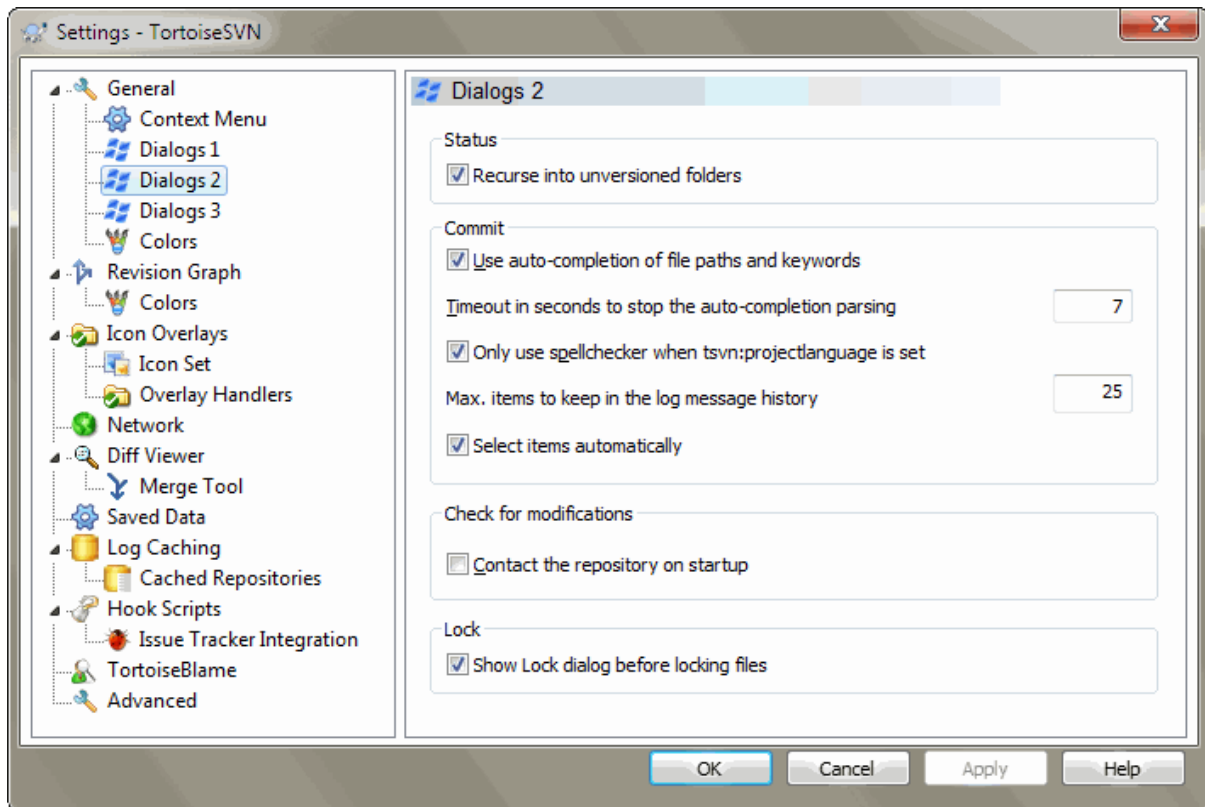 Settings - TortoiseSVN
General
Context Menu
Dialogs 1
Dialogs 2
Dialogs 3
Colors
Revision Graph
Colors
Icon Overlays
Icon Set
Overlay Handlers
Network
Diff Viewer
Merge Tool
Saved Data
Log Caching
Cached Repositories
Hook Scripts
Issue Tracker Integration
TortoiseBlame
Advanced
Dialogs 2
Status
Recurse into unversioned folders
Commit
Use auto-completion of file paths and keywords
Timeout in seconds to stop the auto-completion parsing 7
Only use spellchecker when tsvn:projectlanguage is set
Max. items to keep in the log message history 25
Select items automatically
Check for modifications
Contact the repository on startup
Lock
Show Lock dialog before locking files
OK Cancel Apply Help